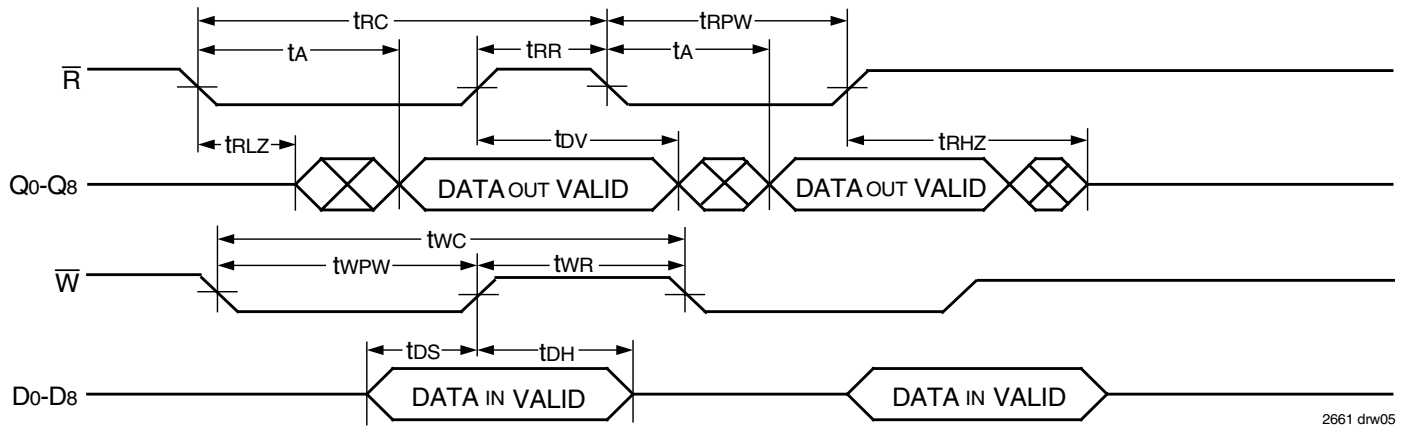 tRC
tRPW
tA
tRR
tA
R̅
tRLZ
tDV
tRHZ
Q0-Q8
DATA OUT VALID
DATA OUT VALID
tWC
tWPW
tWR
W̅
tDS
tDH
D0-D8
DATA IN VALID
DATA IN VALID
2661 drw05